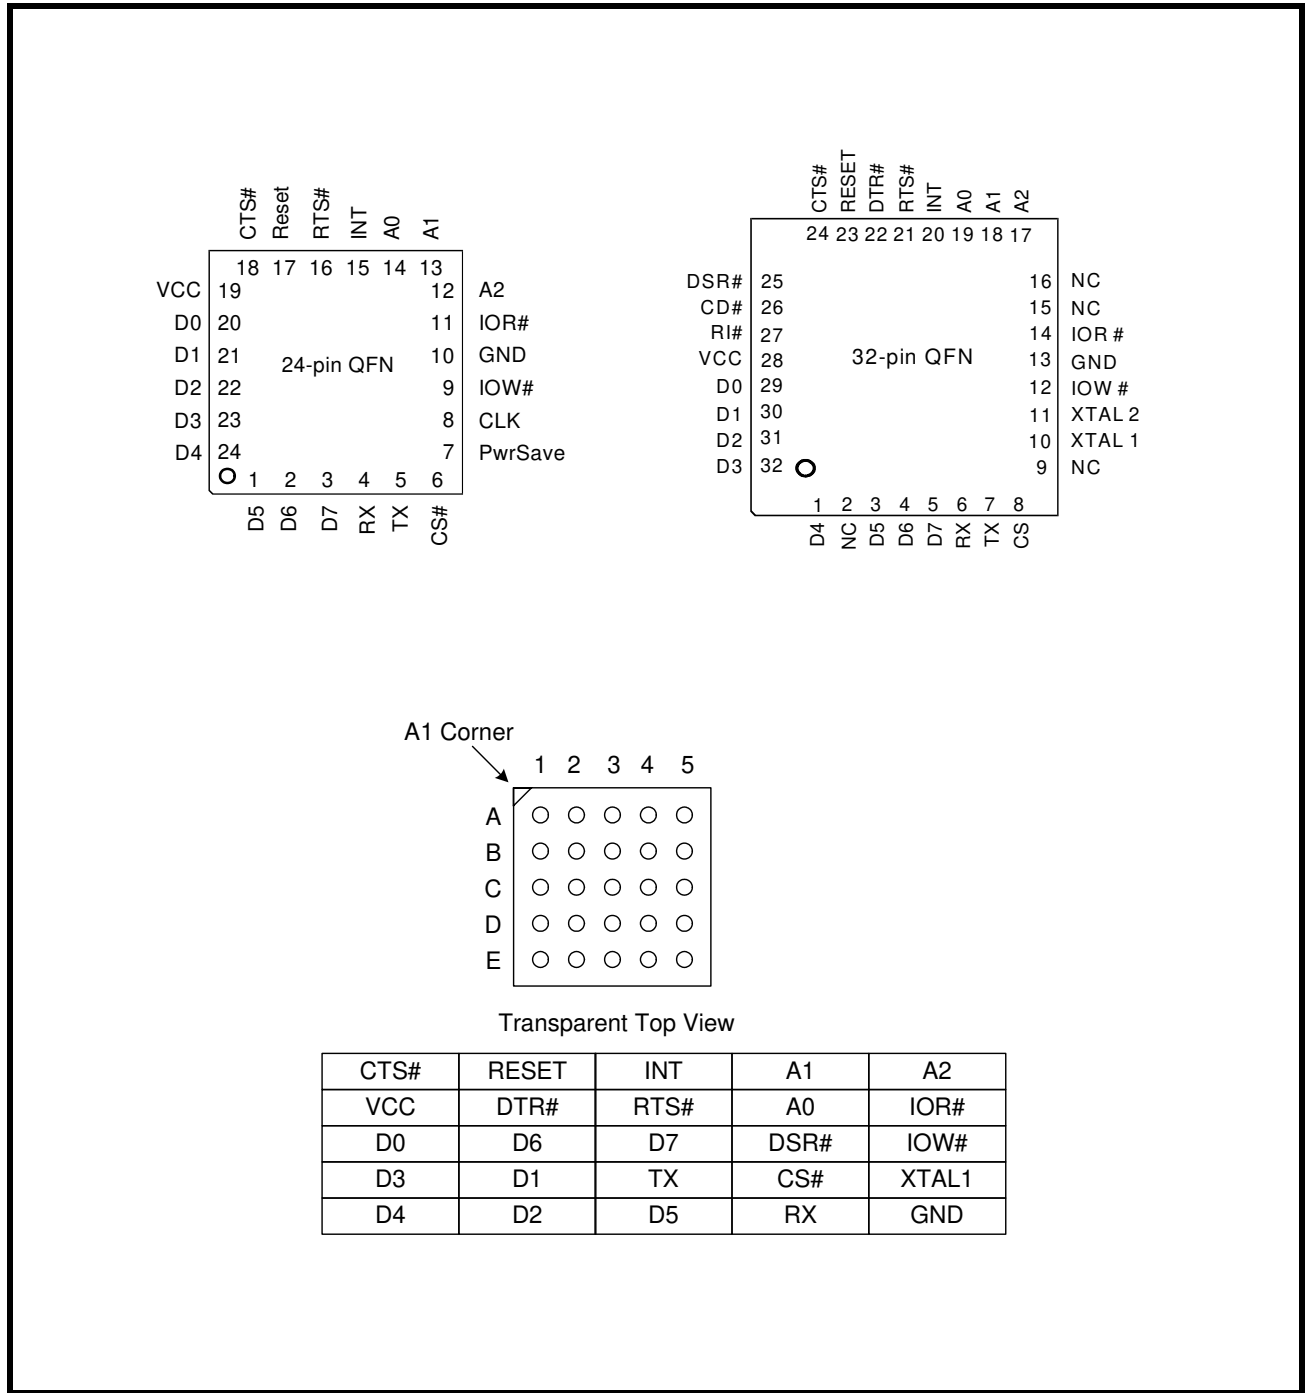 CTS# Reset RTS# INT A0 A1
18 17 16 15 14 13
VCC 19 12 A2
D0 20 11 IOR#
D1 21 10 GND
24-pin QFN
D2 22 9 IOW#
D3 23 8 CLK
D4 24 7 PwrSave
1 2 3 4 5 6
D5 D6 D7 RX TX CS#
CTS# RESET DTR# RTS# INT A0 A1 A2
24 23 22 21 20 19 18 17
DSR# 25 16 NC
CD# 26 15 NC
RI# 27 14 IOR #
VCC 28 13 GND
32-pin QFN
D0 29 12 IOW #
D1 30 11 XTAL 2
D2 31 10 XTAL 1
D3 32 9 NC
1 2 3 4 5 6 7 8
D4 NC D5 D6 D7 RX TX CS
A1 Corner
1 2 3 4 5
A
B
C
D
E
Transparent Top View
CTS# RESET INT A1 A2
VCC DTR# RTS# A0 IOR#
D0 D6 D7 DSR# IOW#
D3 D1 TX CS# XTAL1
D4 D2 D5 RX GND